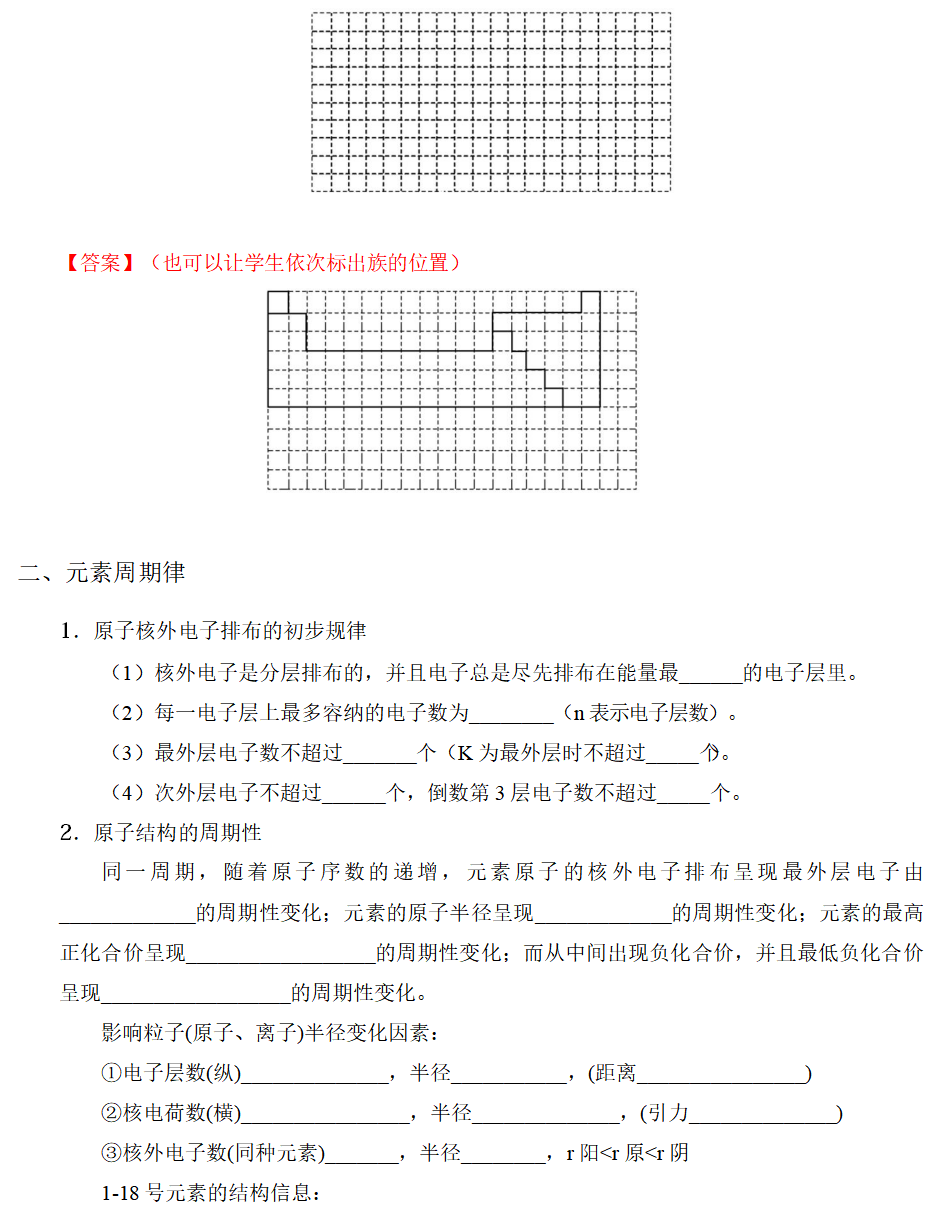 【答案】（也可以让学生依次标出族的位置）
二、元素周期律
1．原子核外电子排布的初步规律
（1）核外电子是分层排布的，并且电子总是尽先排布在能量最______的电子层里。
（2）每一电子层上最多容纳的电子数为________（n 表示电子层数）。
（3）最外层电子数不超过_______个（K 为最外层时不超过_____个）。
（4）次外层电子不超过______个，倒数第 3 层电子数不超过_____个。
2．原子结构的周期性
同一周期，随着原子序数的递增，元素原子的核外电子排布呈现最外层电子由
_____________的周期性变化；元素的原子半径呈现_____________的周期性变化；元素的最高
正化合价呈现__________________的周期性变化；而从中间出现负化合价，并且最低负化合价
呈现__________________的周期性变化。
影响粒子(原子、离子)半径变化因素：
①电子层数(纵)______________，半径___________，(距离________________)
②核电荷数(横)________________，半径______________，(引力______________)
③核外电子数(同种元素)_______，半径________，r 阳<r 原<r 阴
1-18 号元素的结构信息：